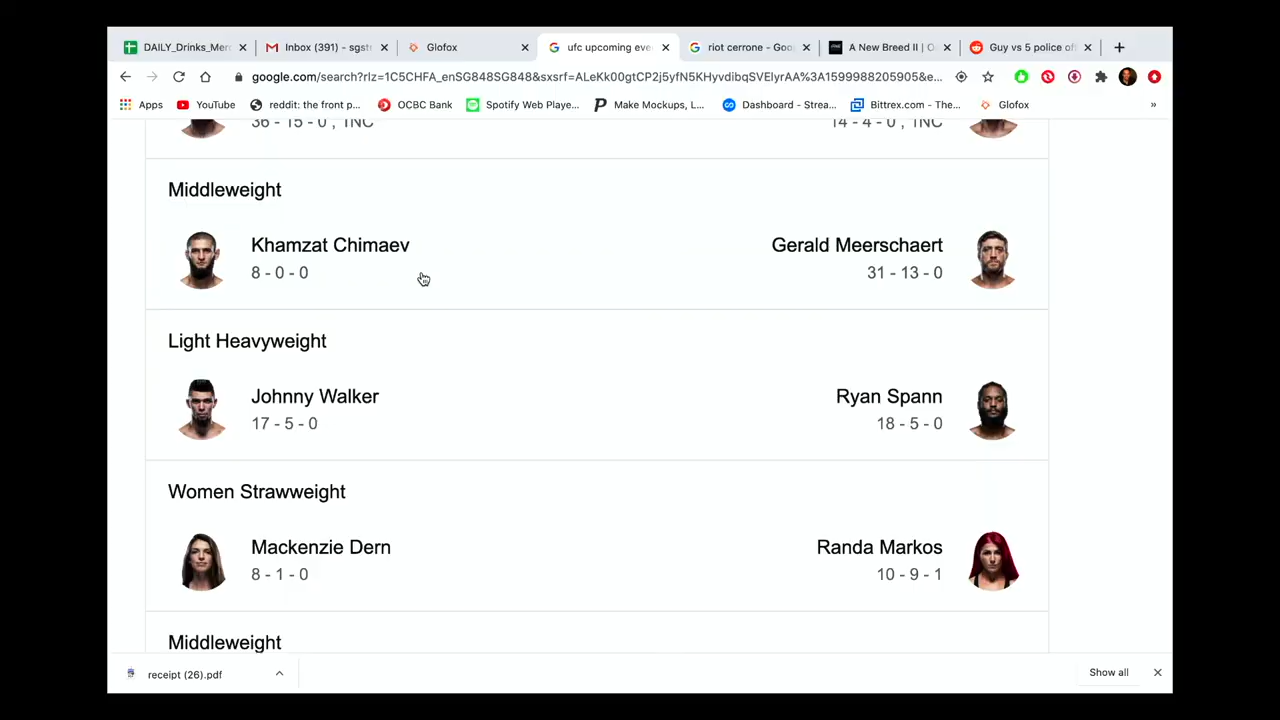 DAILY_Drinks_Mer
Inbox (391) - sgstr
Glofox
ufc upcoming eve
riot cerrone - Goo
A New Breed II | O
Guy vs 5 police off
google.com/search?rlz=1C5CHFA_enSG848SG848&sxsrf=ALeKk00gtCP2j5yfN5KHyvdibqSVElyrAA%3A1599988205905&e...
Apps
YouTube
reddit: the front p...
OCBC Bank
Spotify Web Playe...
Make Mockups, L...
Dashboard - Strea...
Bittrex.com - The...
Glofox
»
36 - 15 - 0 , 1NC
14 - 4 - 0 , 1NC
Middleweight
Khamzat Chimaev
Gerald Meerschaert
8 - 0 - 0
31 - 13 - 0
Light Heavyweight
Johnny Walker
Ryan Spann
17 - 5 - 0
18 - 5 - 0
Women Strawweight
Mackenzie Dern
Randa Markos
8 - 1 - 0
10 - 9 - 1
Middleweight
receipt (26).pdf
Show all